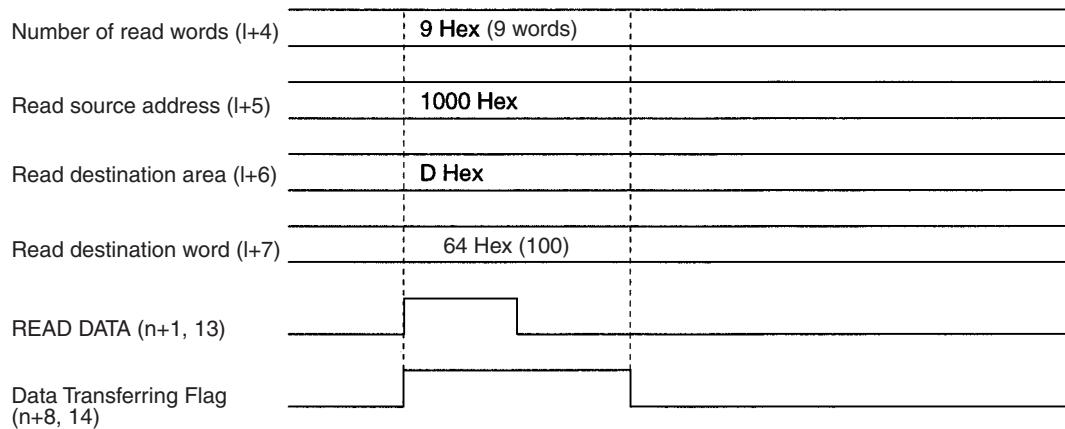 Number of read words (l+4)
9 Hex (9 words)
Read source address (l+5)
1000 Hex
Read destination area (l+6)
D Hex
Read destination word (l+7)
64 Hex (100)
READ DATA (n+1, 13)
Data Transferring Flag
(n+8, 14)